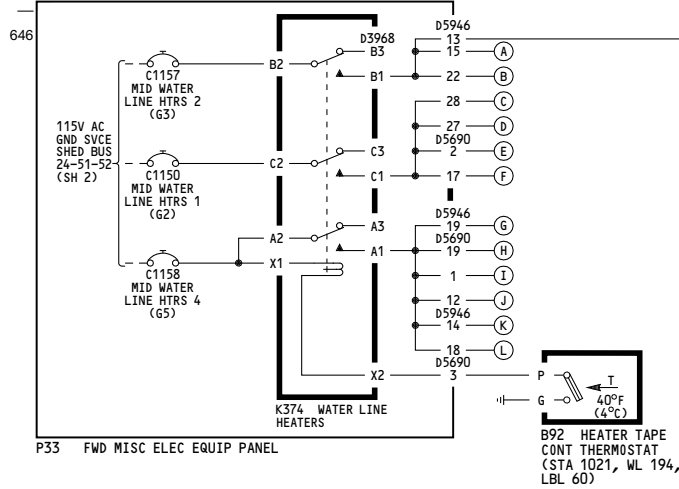 646
K374
D3968
D5946
13
B3
15
A
B2
B1
22
B
C1157
MID WATER
LINE HTRS 2
(G3)
28
C
27
D
115V AC
GND SVCE
SHED BUS
24-51-52
(SH 2)
D5690
C3
2
E
C2
C1
17
F
C1150
MID WATER
LINE HTRS 1
(G2)
D5946
A3
19
G
A2
D5690
A1
19
H
X1
1
I
C1158
MID WATER
LINE HTRS 4
(G5)
12
J
D5946
14
K
18
L
D5690
X2
3
P
T
G
40°F
(4°C)
K374 WATER LINE
HEATERS
P33 FWD MISC ELEC EQUIP PANEL
B92 HEATER TAPE
CONT THERMOSTAT
(STA 1021, WL 194,
LBL 60)